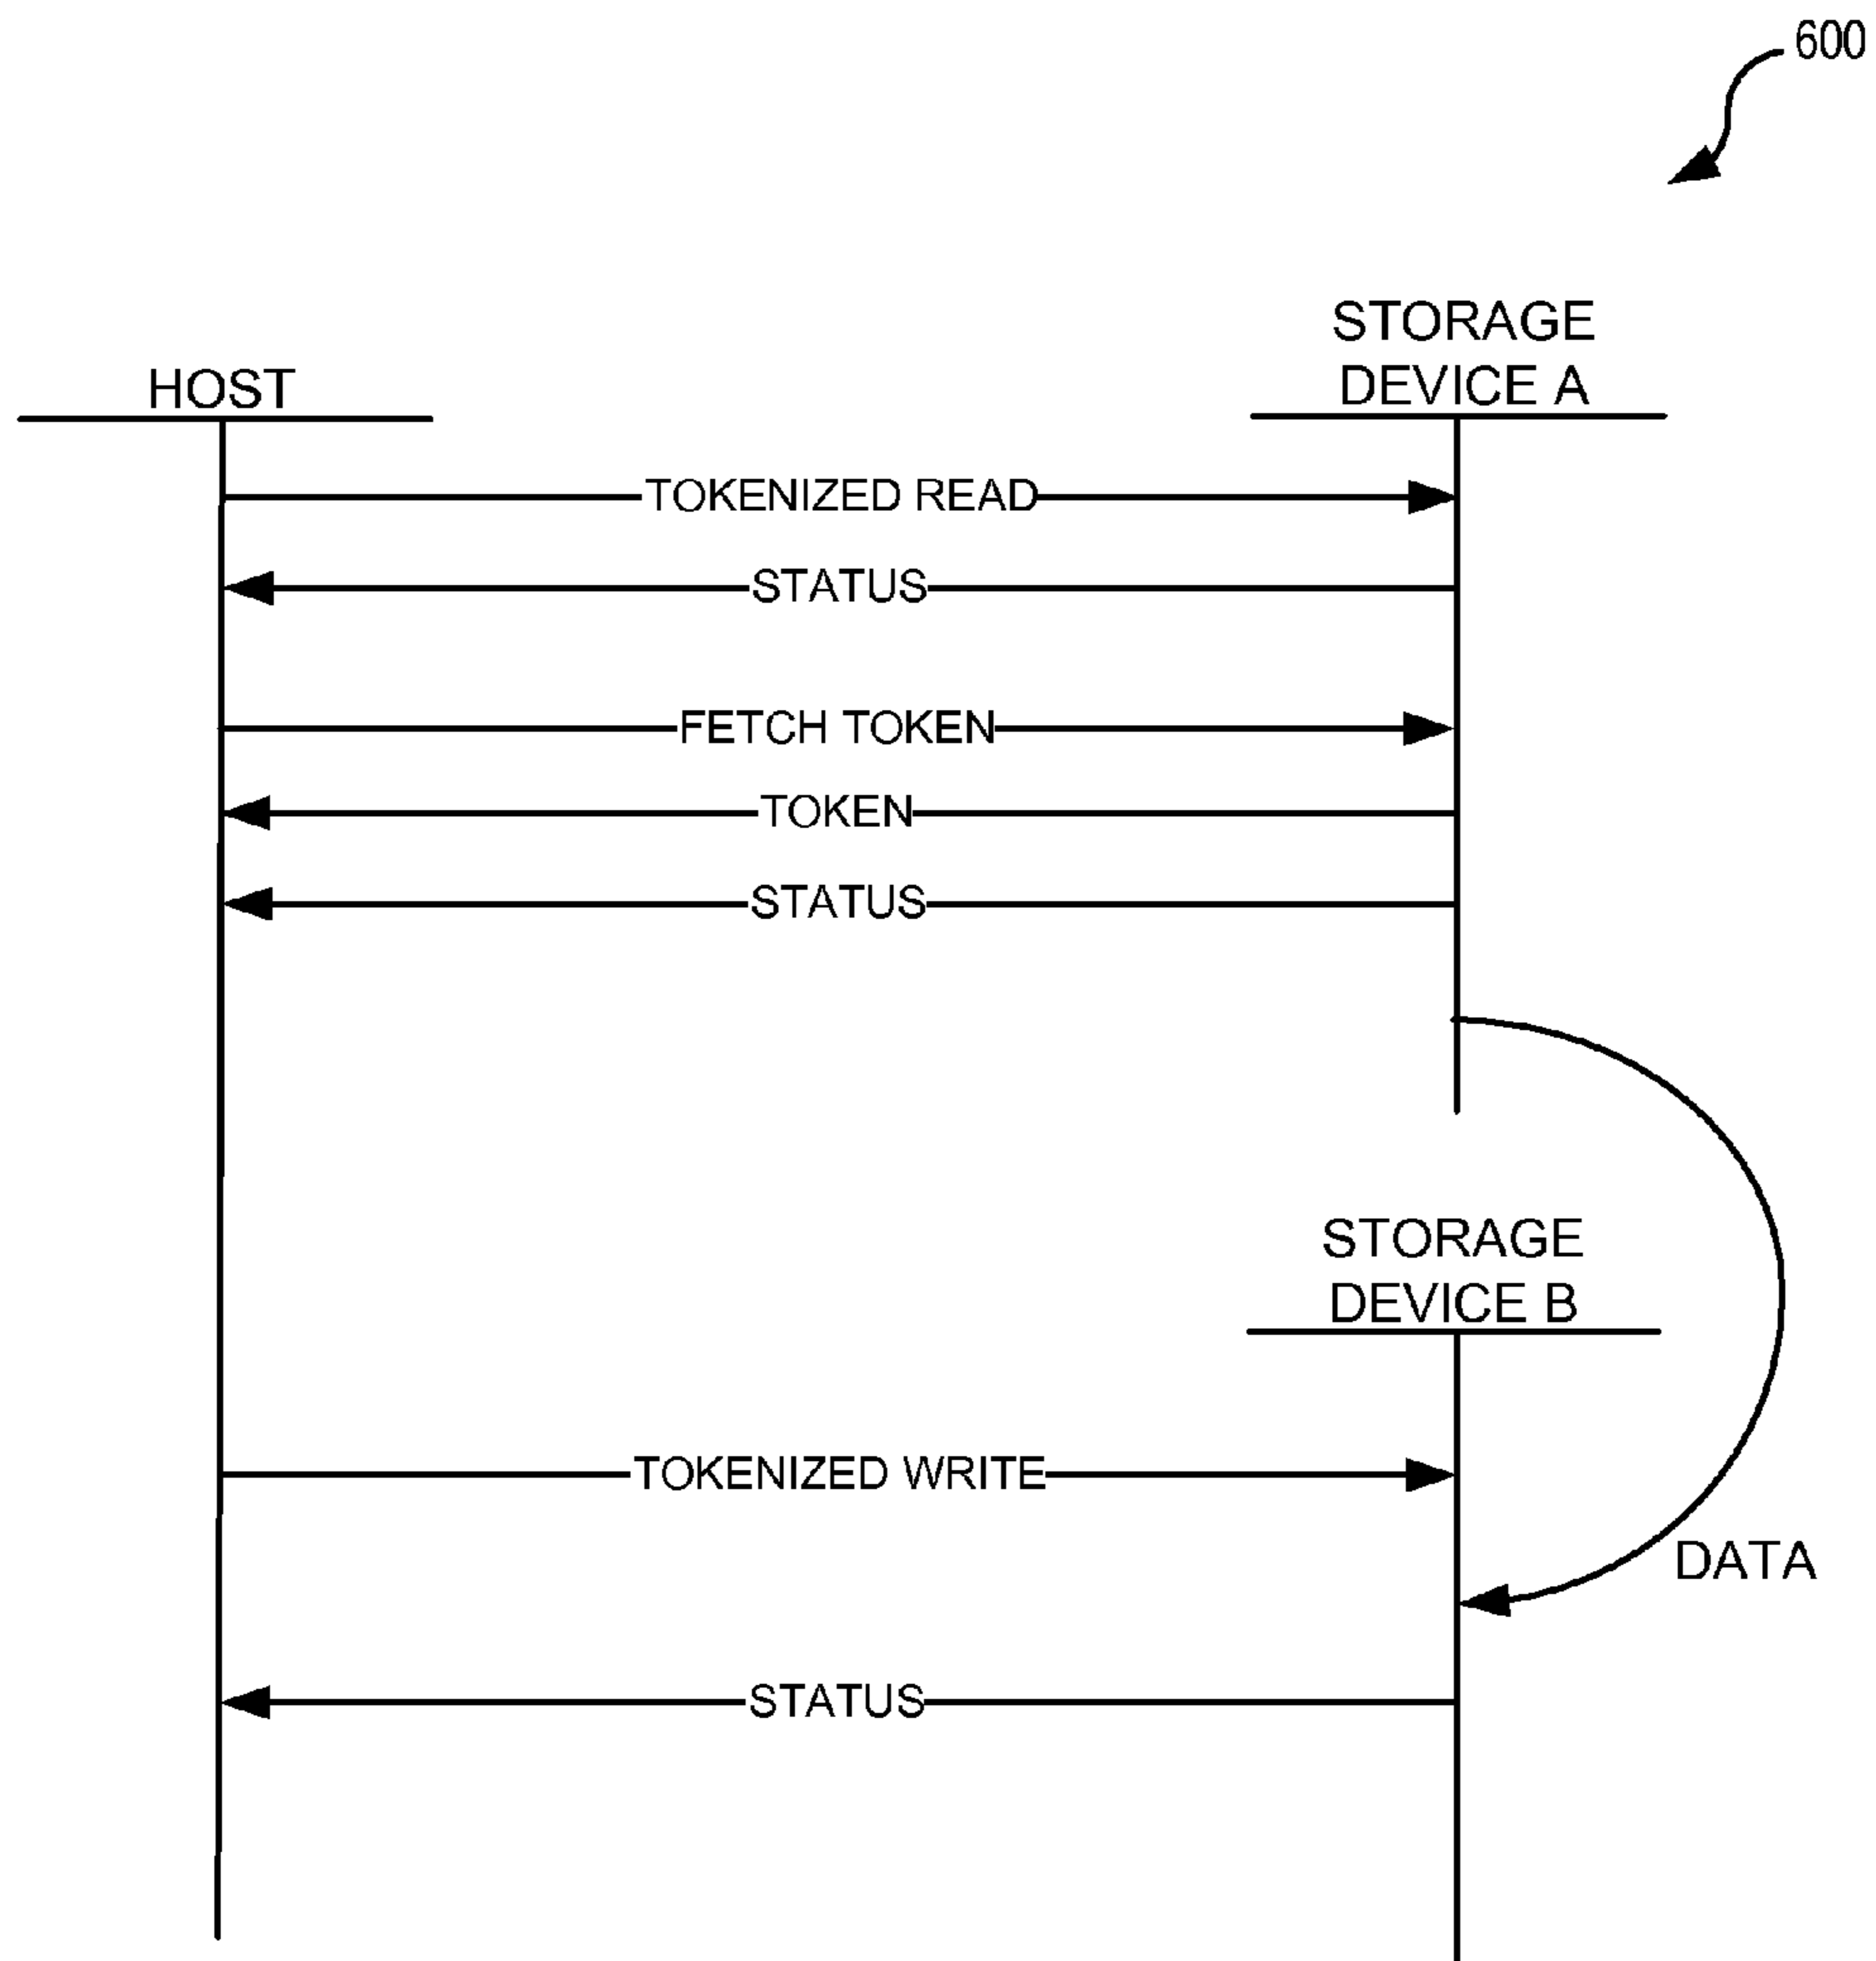 600
STORAGE
DEVICE A
HOST
TOKENIZED READ
STATUS
FETCH TOKEN
TOKEN
STATUS
STORAGE
DEVICE B
TOKENIZED WRITE
DATA
STATUS